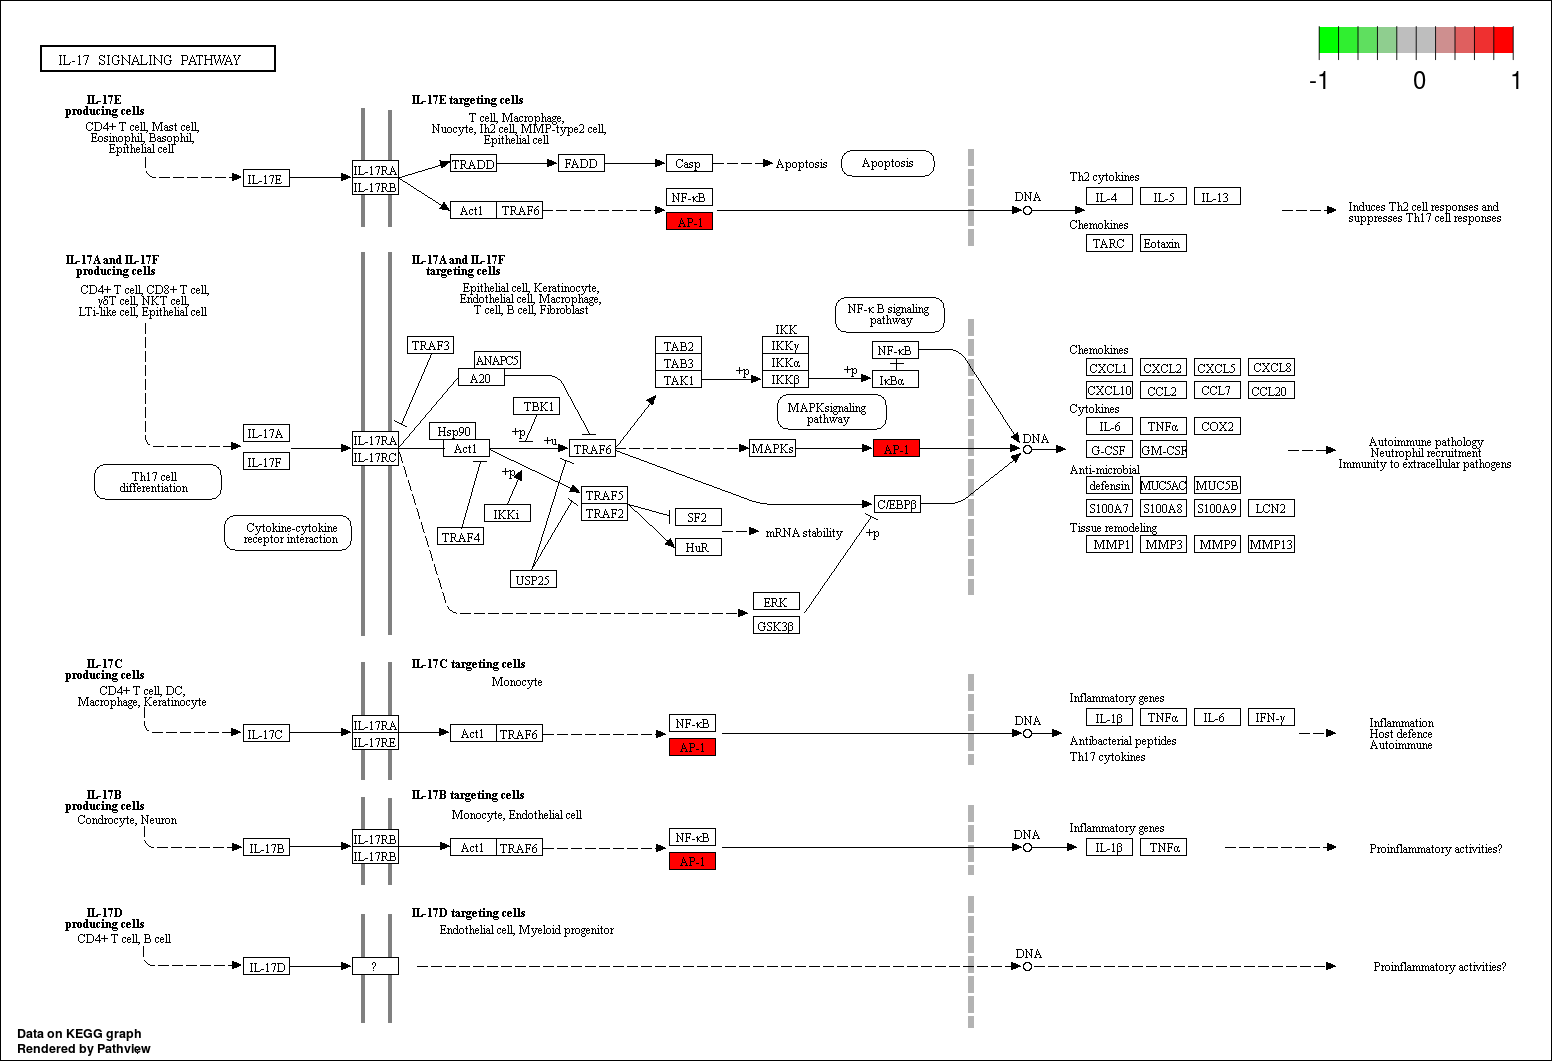 IL-17 SIGNALING PATHWAY
-1 0 1
IL-17E
producing cells
CD4+ T cell, Mast cell,
Eosinophil, Basophil,
Epithelial cell
IL-17E
IL-17RA
IL-17RB
IL-17E targeting cells
T cell, Macrophage,
Nuocyte, Ih2 cell, MMP-type2 cell,
Epithelial cell
TRADD
FADD
Casp
Apoptosis
Apoptosis
Act1
TRAF6
NF-κB
AP-1
DNA
Th2 cytokines
IL-4
IL-5
IL-13
Chemokines
TARC
Eotaxin
Induces Th2 cell responses and
suppresses Th17 cell responses
IL-17A and IL-17F
producing cells
CD4+ T cell, CD8+ T cell,
γδT cell, NKT cell,
LTi-like cell, Epithelial cell
IL-17A
IL-17F
Th17 cell
differentiation
Cytokine-cytokine
receptor interaction
IL-17RA
IL-17RC
IL-17A and IL-17F
targeting cells
Epithelial cell, Keratinocyte,
Endothelial cell, Macrophage,
T cell, B cell, Fibroblast
TRAF3
ANAPC5
A20
TBK1
Hsp90
Act1
+p
+u
TRAF6
+p
IKKi
TRAF4
USP25
TRAF5
TRAF2
SF2
HuR
mRNA stability
TAB2
TAB3
TAK1
+p
IKK
IKKγ
IKKα
IKKβ
+p
NF-κB
IκBα
NF-κ B signaling
pathway
MAPKsignaling
pathway
MAPKs
AP-1
C/EBPβ
+p
ERK
GSK3β
DNA
Chemokines
CXCL1
CXCL2
CXCL5
CXCL8
CXCL10
CCL2
CCL7
CCL20
Cytokines
IL-6
TNFα
COX2
G-CSF
GM-CSF
Anti-microbial
defensin
MUC5AC
MUC5B
S100A7
S100A8
S100A9
LCN2
Tissue remodeling
MMP1
MMP3
MMP9
MMP13
Autoimmune pathology
Neutrophil recruitment
Immunity to extracellular pathogens
IL-17C
producing cells
CD4+ T cell, DC,
Macrophage, Keratinocyte
IL-17C
IL-17RA
IL-17RE
IL-17C targeting cells
Monocyte
Act1
TRAF6
NF-κB
AP-1
DNA
Inflammatory genes
IL-1β
TNFα
IL-6
IFN-γ
Antibacterial peptides
Th17 cytokines
Inflammation
Host defence
Autoimmune
IL-17B
producing cells
Condrocyte, Neuron
IL-17B
IL-17RB
IL-17RB
IL-17B targeting cells
Monocyte, Endothelial cell
Act1
TRAF6
NF-κB
AP-1
DNA
Inflammatory genes
IL-1β
TNFα
Proinflammatory activities?
IL-17D
producing cells
CD4+ T cell, B cell
IL-17D
?
IL-17D targeting cells
Endothelial cell, Myeloid progenitor
DNA
Proinflammatory activities?
Data on KEGG graph
Rendered by Pathview